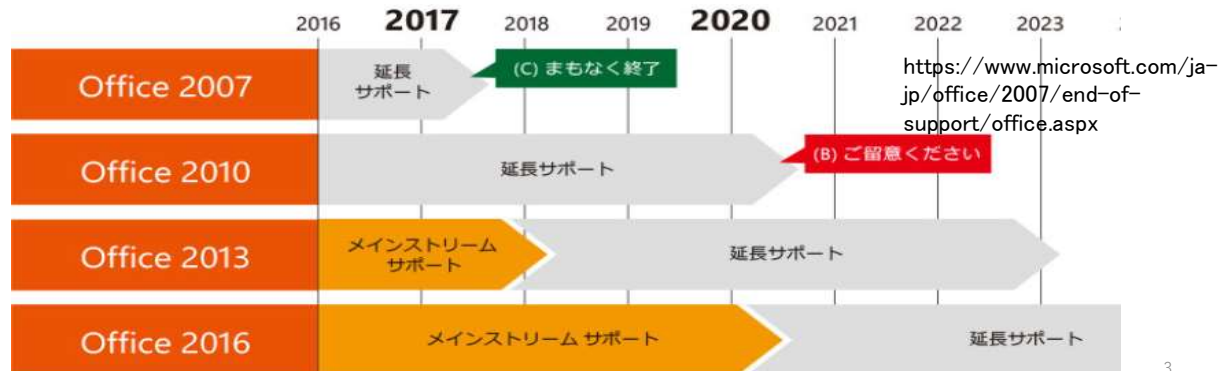 2016 2017 2018 2019 2020 2021 2022 2023
Office 2007
延長
サポート
(C) まもなく終了
https://www.microsoft.com/ja-
jp/office/2007/end-of-
support/office.aspx
Office 2010
延長サポート
(B) ご留意ください
Office 2013
メインストリーム
サポート
延長サポート
Office 2016
メインストリーム サポート
延長サポート
3